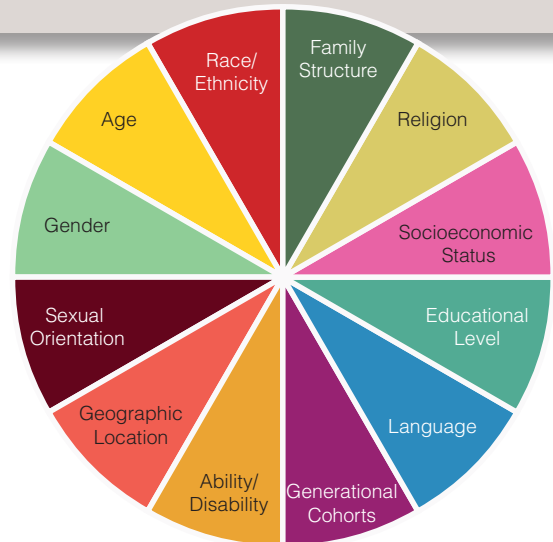 Family
Structure
Religion
Socioeconomic
Status
Educational
Level
Language
Generational
Cohorts
Ability/
Disability
Geographic
Location
Sexual
Orientation
Gender
Age
Race/
Ethnicity